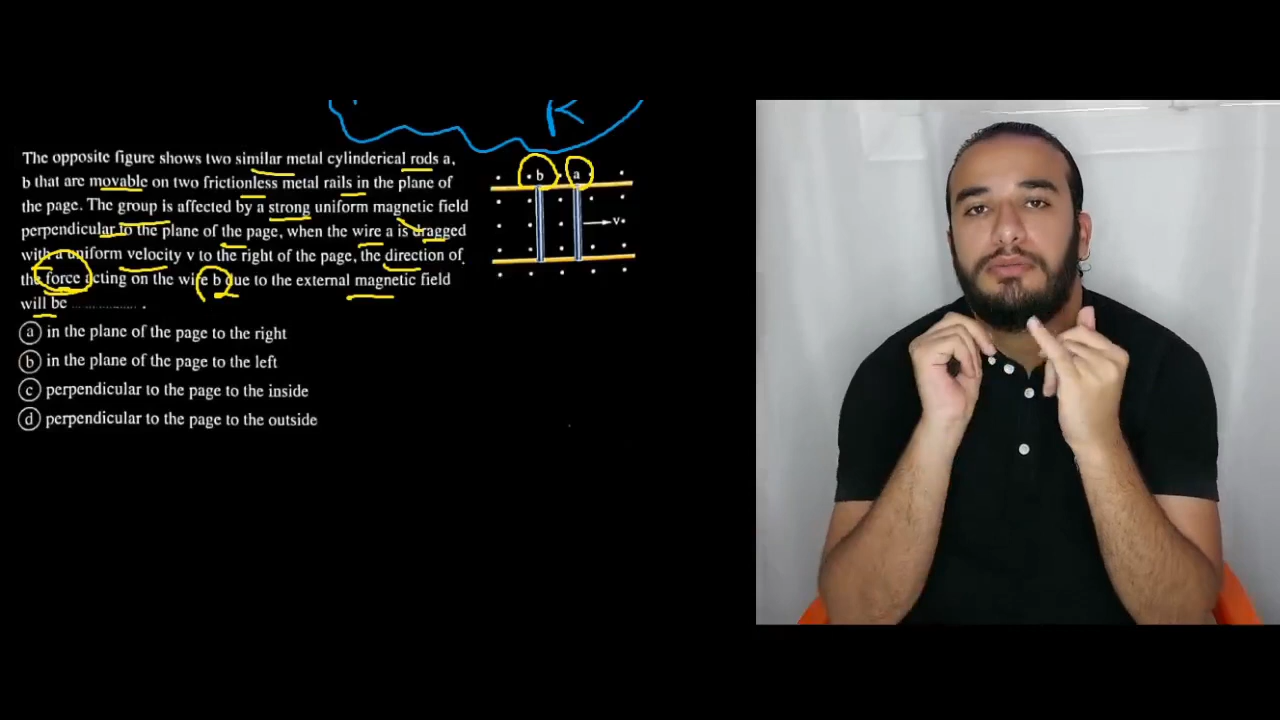 R
The opposite figure shows two similar metal cylinderical rods a,
b that are movable on two frictionless metal rails in the plane of
the page. The group is affected by a strong uniform magnetic field
perpendicular to the plane of the page, when the wire a is dragged
with a uniform velocity v to the right of the page, the direction of
the force acting on the wire b due to the external magnetic field
will be ............ .
a in the plane of the page to the right
b in the plane of the page to the left
c perpendicular to the page to the inside
d perpendicular to the page to the outside
b a
v